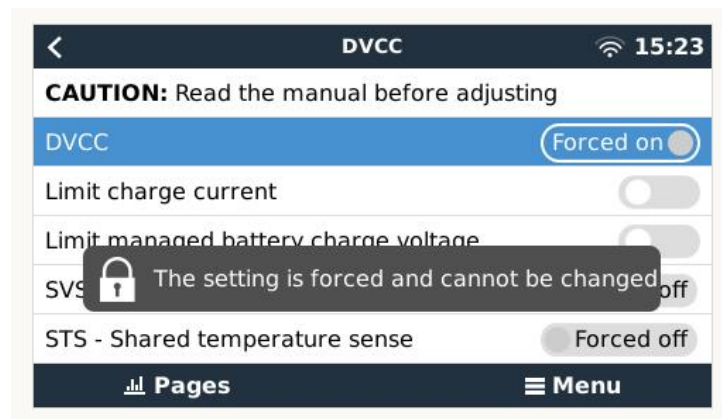 DVCC 15:23
CAUTION: Read the manual before adjusting
DVCC Forced on
Limit charge current
Limit managed battery charge voltage
The setting is forced and cannot be changed
SVS off
STS - Shared temperature sense Forced off
Pages Menu